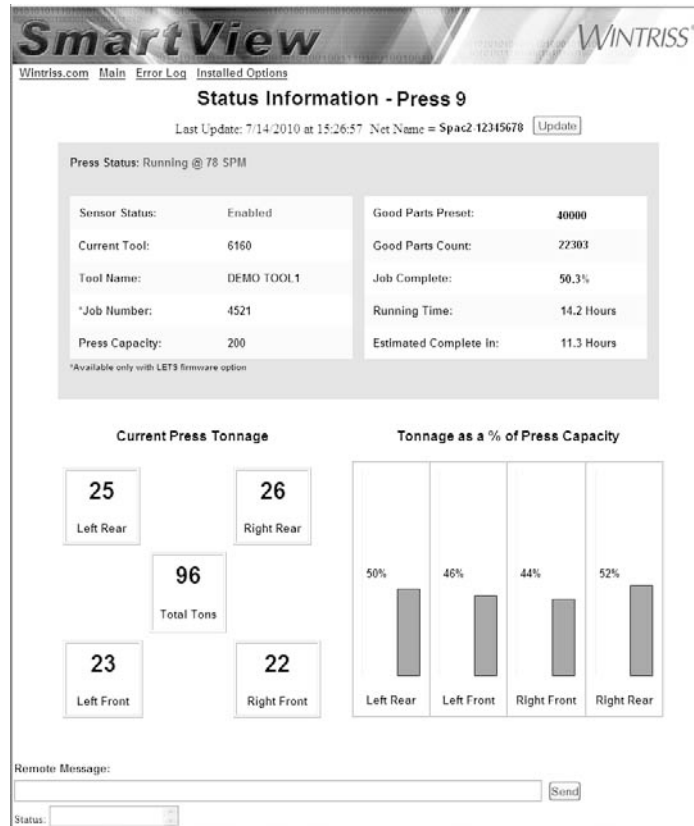 SmartView
WINTRISS
Wintriss.com Main Error Log Installed Options
Status Information - Press 9
Last Update: 7/14/2010 at 15:26:57 Net Name = Spac2-12345678 Update
Press Status: Running @ 78 SPM
Sensor Status: Enabled
Current Tool: 6160
Tool Name: DEMO TOOL1
*Job Number: 4521
Press Capacity: 200
*Available only with LETS firmware option
Good Parts Preset: 40000
Good Parts Count: 22303
Job Complete: 50.3%
Running Time: 14.2 Hours
Estimated Complete in: 11.3 Hours
Current Press Tonnage
25
Left Rear
26
Right Rear
96
Total Tons
23
Left Front
22
Right Front
Tonnage as a % of Press Capacity
50% 46% 44% 52%
Left Rear Left Front Right Front Right Rear
Remote Message:
Send
Status: